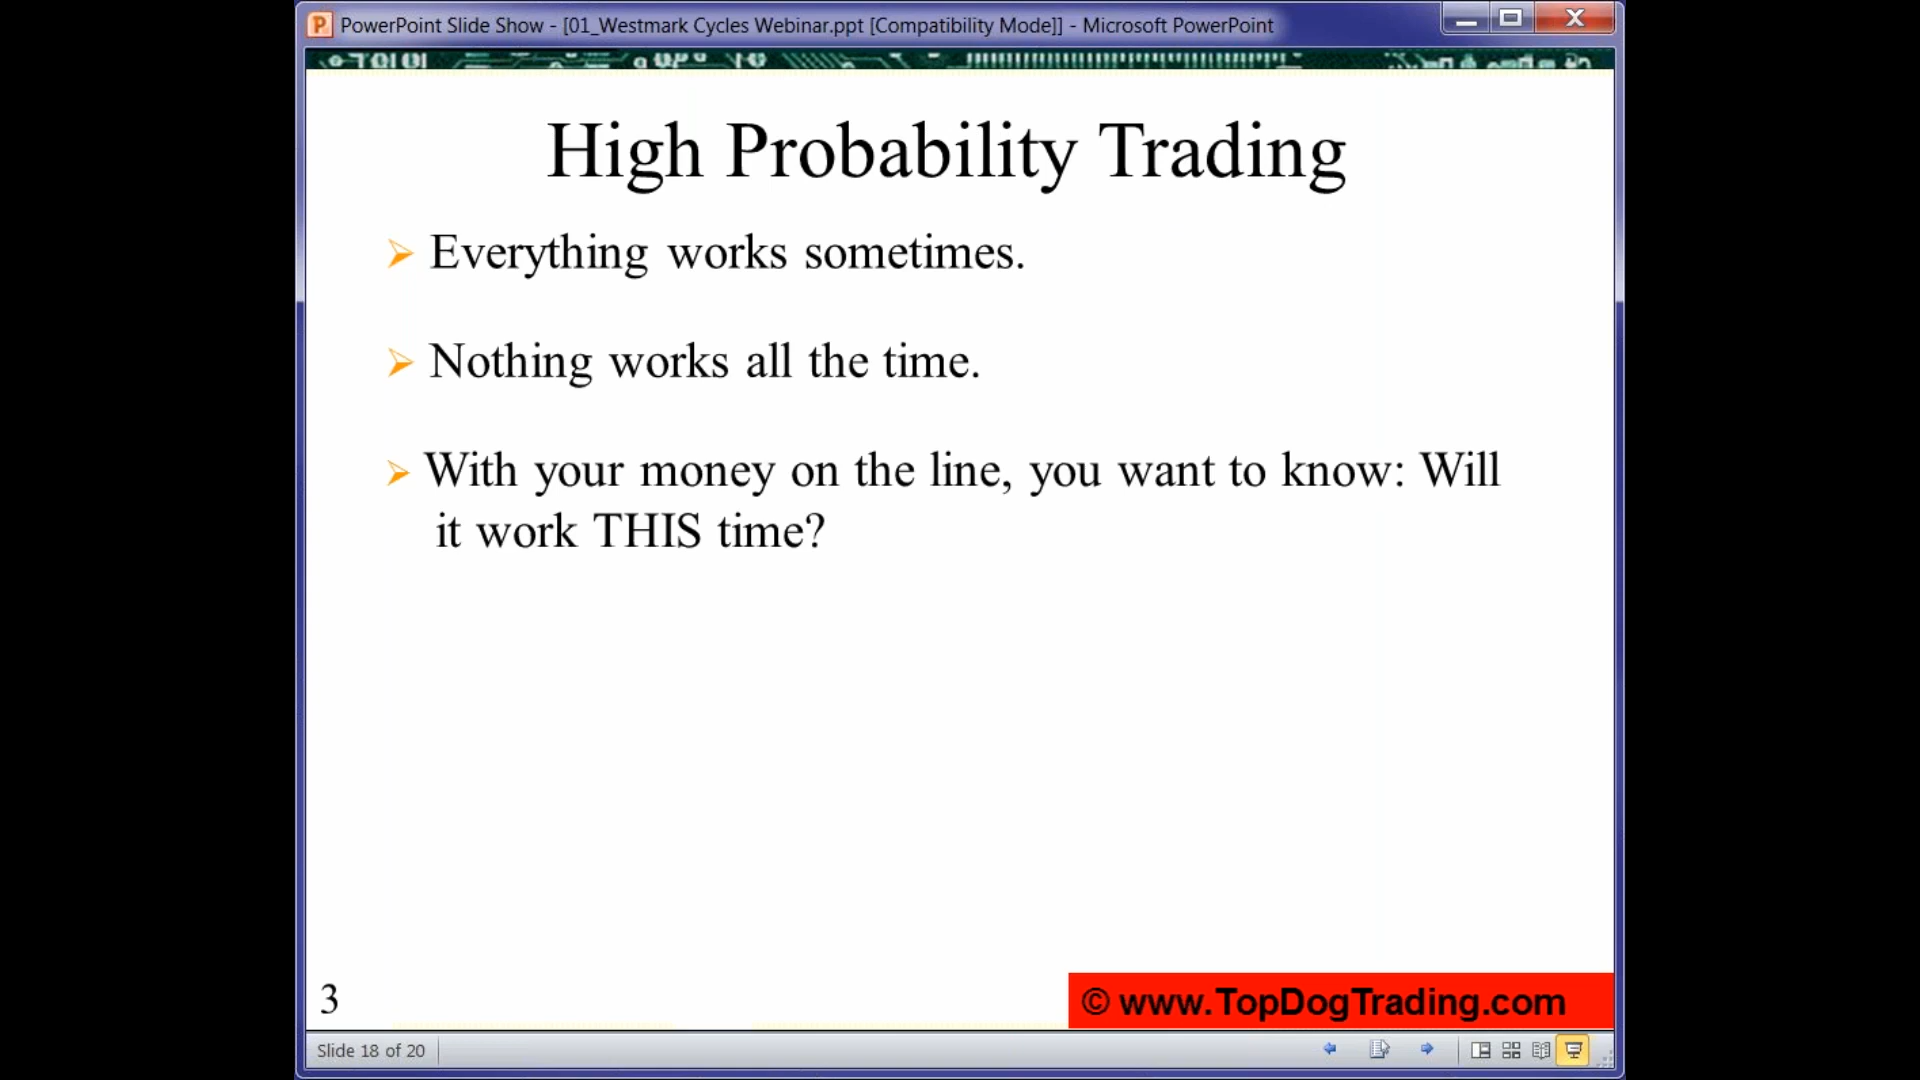 PowerPoint Slide Show - [01_Westmark Cycles Webinar.ppt [Compatibility Mode]] - Microsoft PowerPoint
High Probability Trading
Everything works sometimes.
Nothing works all the time.
With your money on the line, you want to know: Will
it work THIS time?
3
© www.TopDogTrading.com
Slide 18 of 20